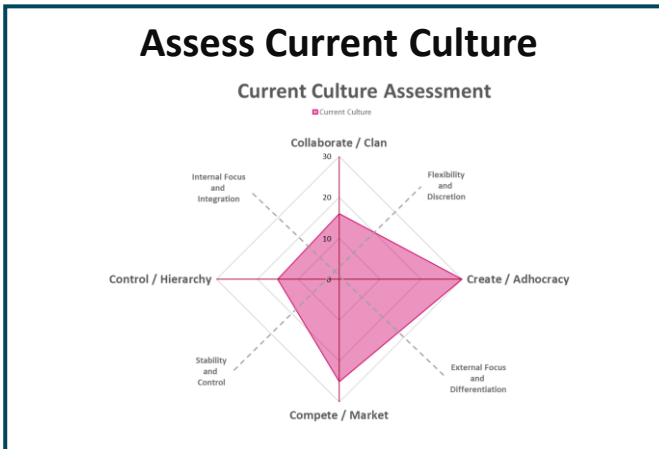 Assess Current Culture
Current Culture Assessment
Current Culture
Collaborate / Clan
30
Internal Focus
and
Integration
Flexibility
and
Discretion
20
10
Control / Hierarchy
Create / Adhocracy
Stability
and
Control
External Focus
and
Differentiation
Compete / Market